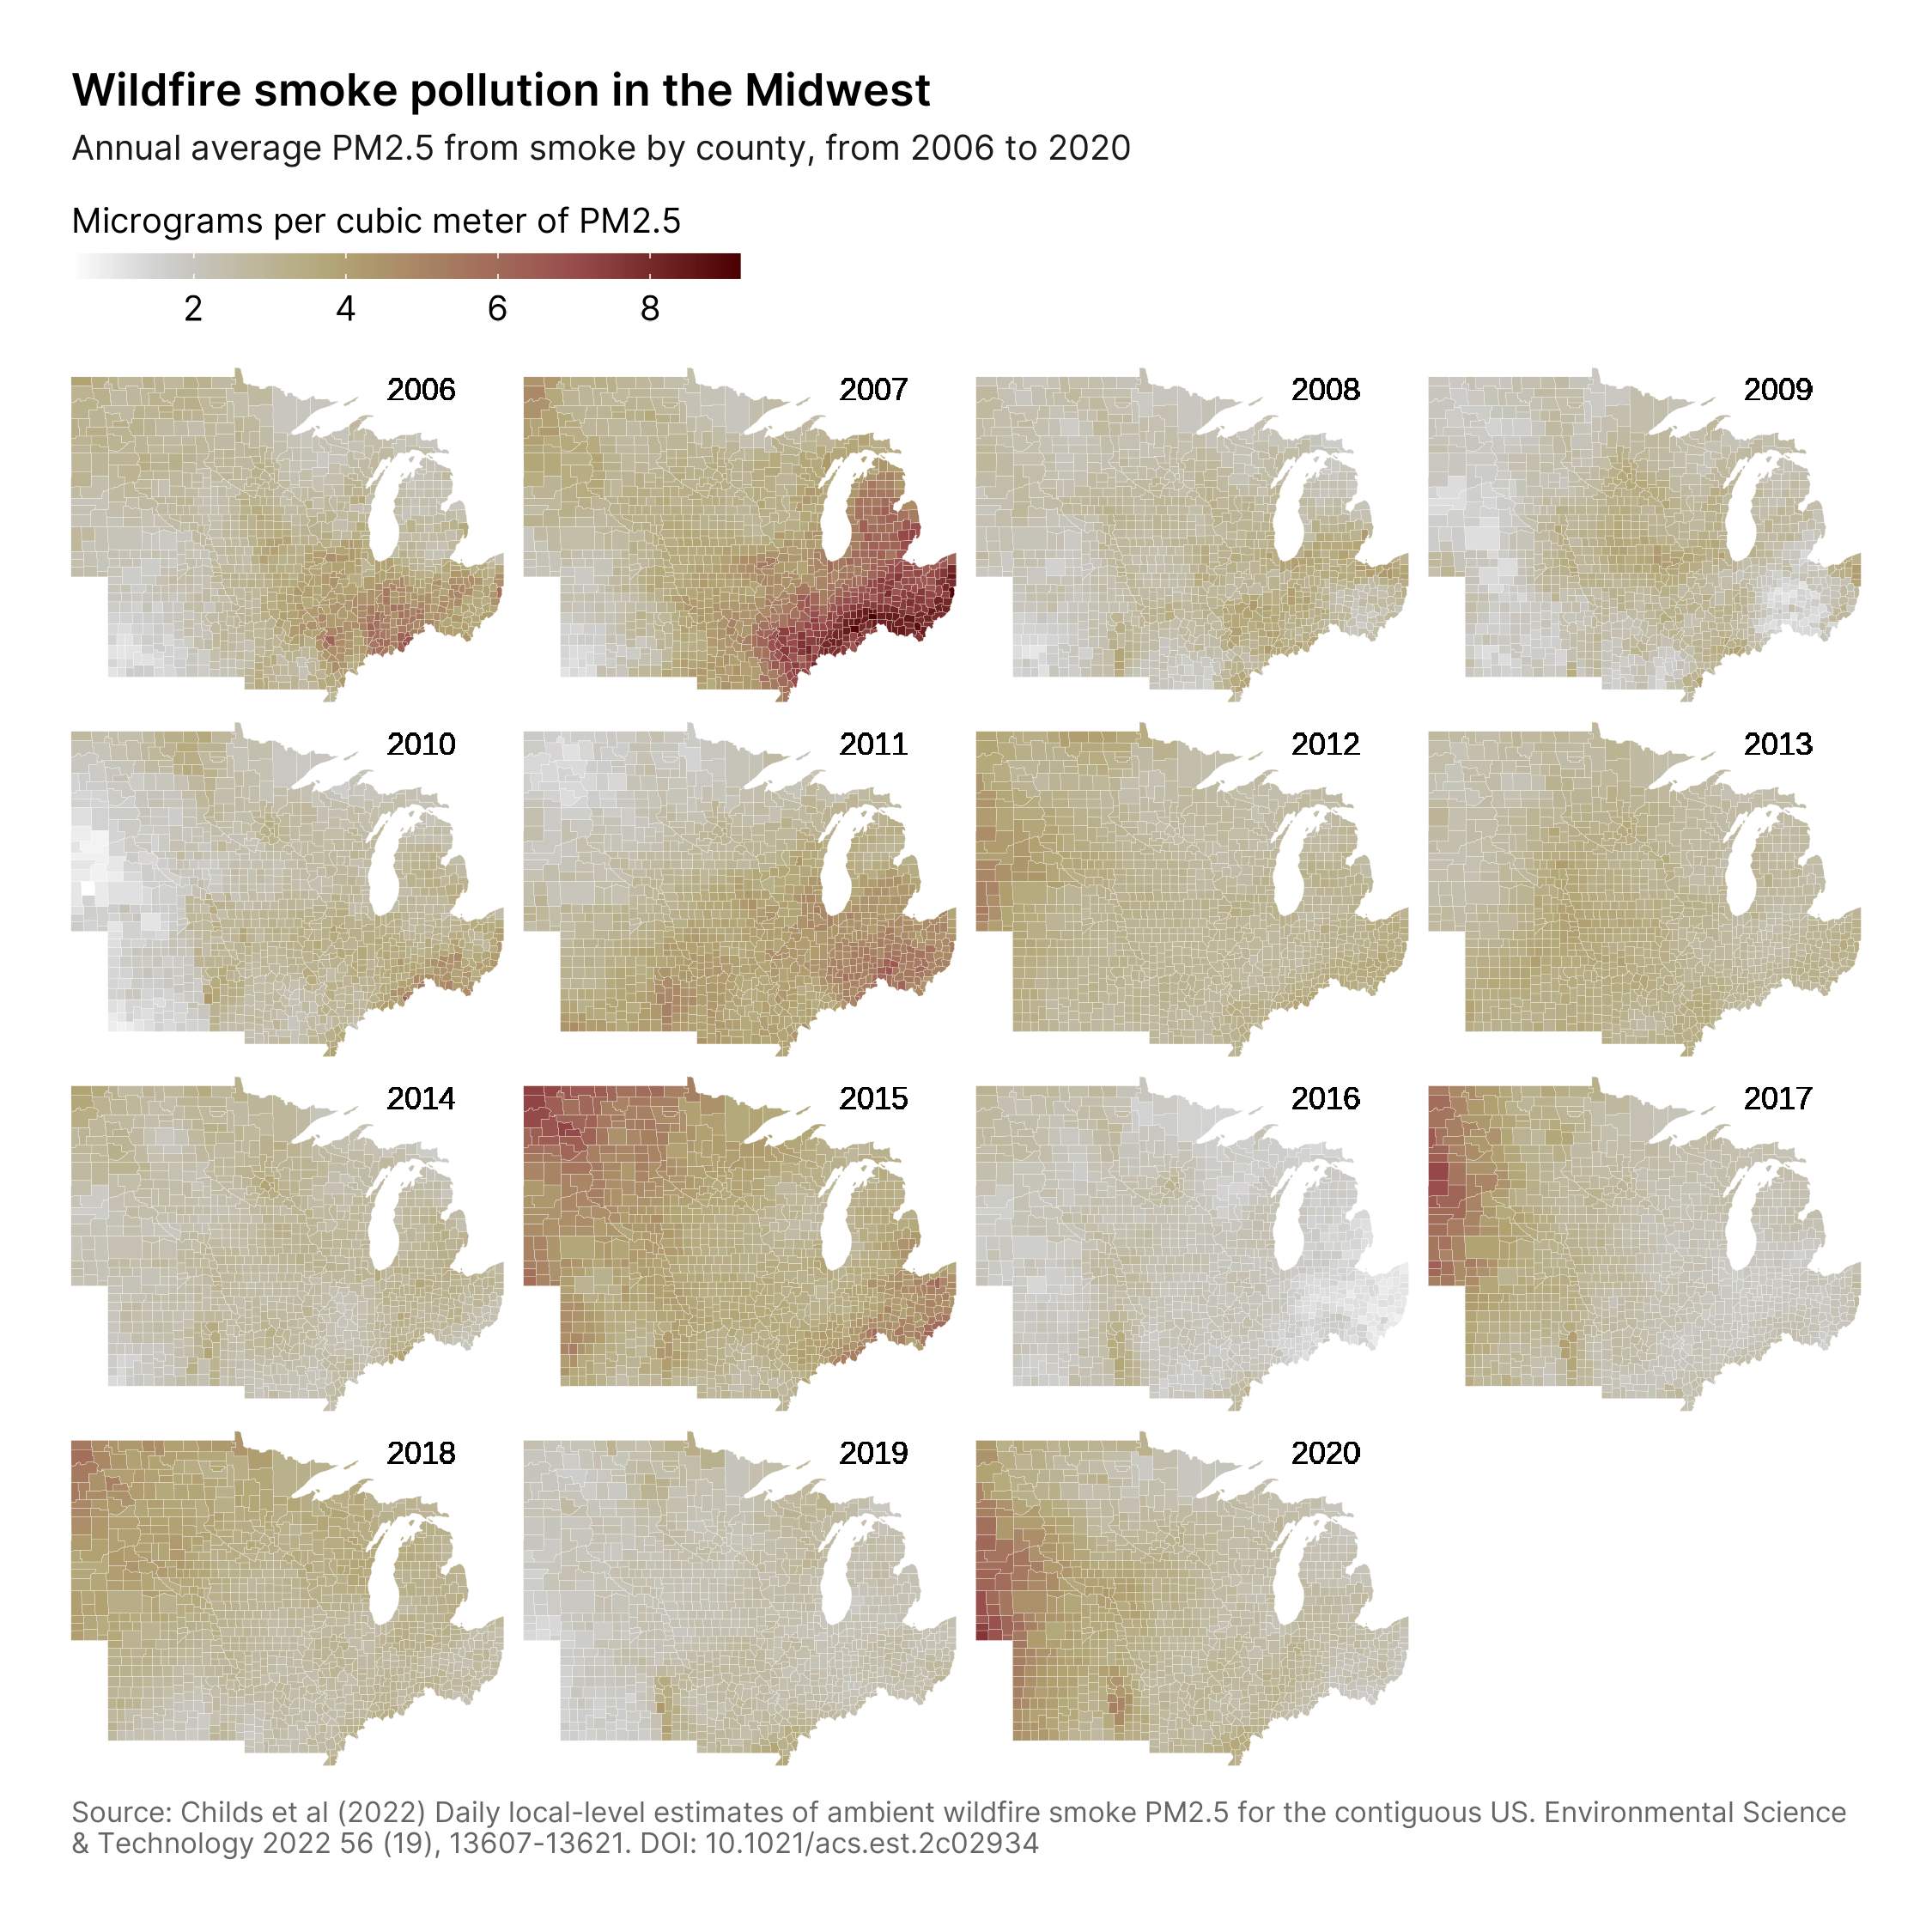 Wildfire smoke pollution in the Midwest
Annual average PM2.5 from smoke by county, from 2006 to 2020
Micrograms per cubic meter of PM2.5
2 4 6 8
2006 2007 2008 2009
2010 2011 2012 2013
2014 2015 2016 2017
2018 2019 2020
Source: Childs et al (2022) Daily local-level estimates of ambient wildfire smoke PM2.5 for the contiguous US. Environmental Science
& Technology 2022 56 (19), 13607-13621. DOI: 10.1021/acs.est.2c02934